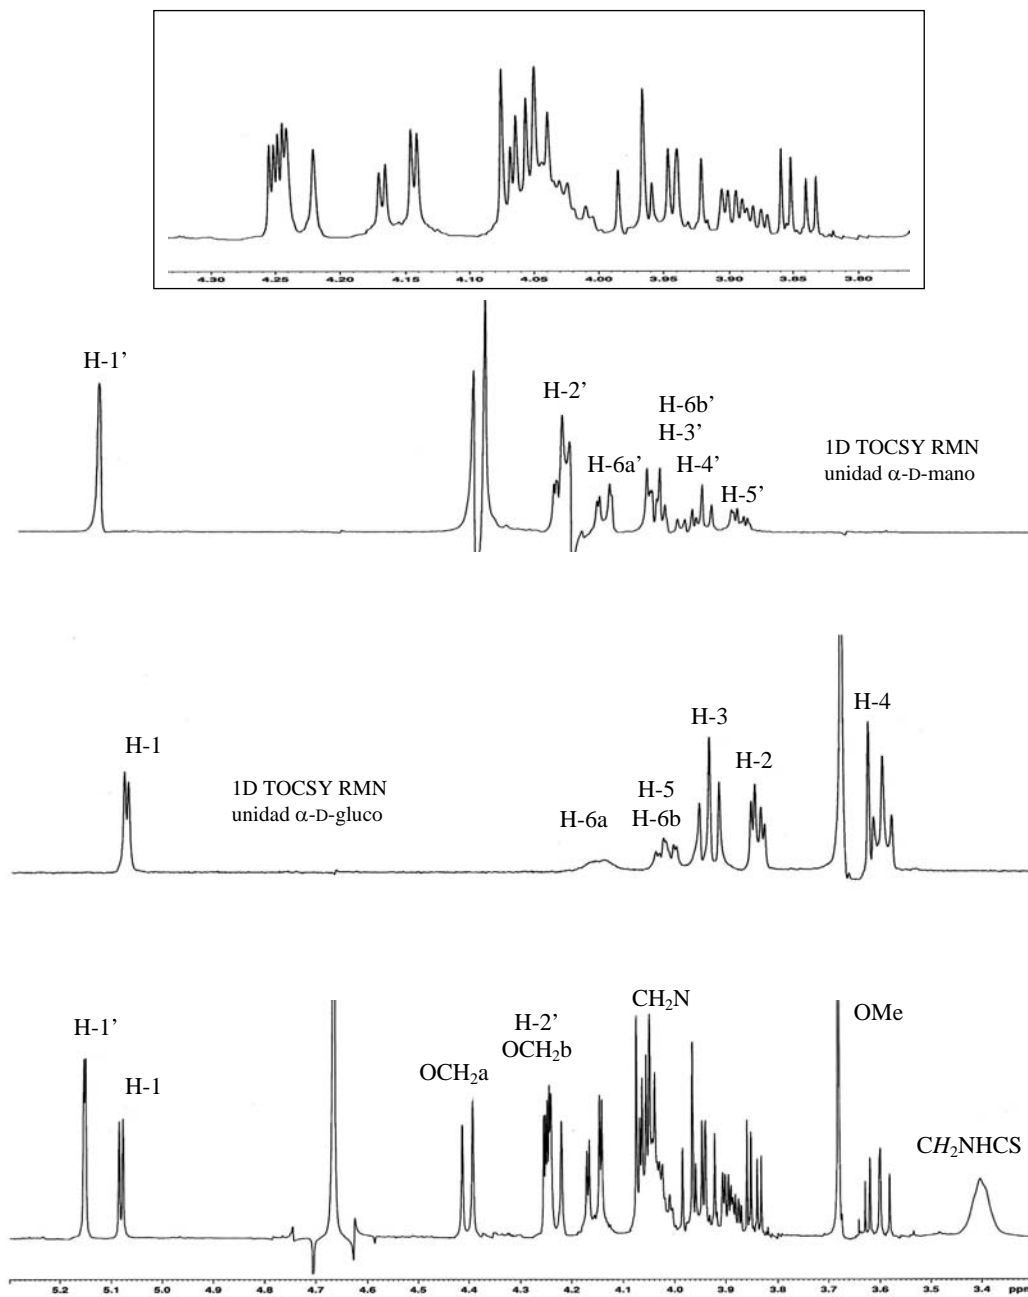 4.30 4.25 4.20 4.15 4.10 4.05 4.00 3.95 3.90 3.85 3.80
H-1’
H-2’
H-6a’
H-6b’
H-3’
H-4’
H-5’
1D TOCSY RMN
unidad α-D-mano
H-1
1D TOCSY RMN
unidad α-D-gluco
H-6a
H-5
H-6b
H-3
H-2
H-4
H-1’
H-1
OCH₂a
H-2’
OCH₂b
CH₂N
OMe
CH₂NHCS
5.2 5.1 5.0 4.9 4.8 4.7 4.6 4.5 4.4 4.3 4.2 4.1 4.0 3.9 3.8 3.7 3.6 3.5 3.4